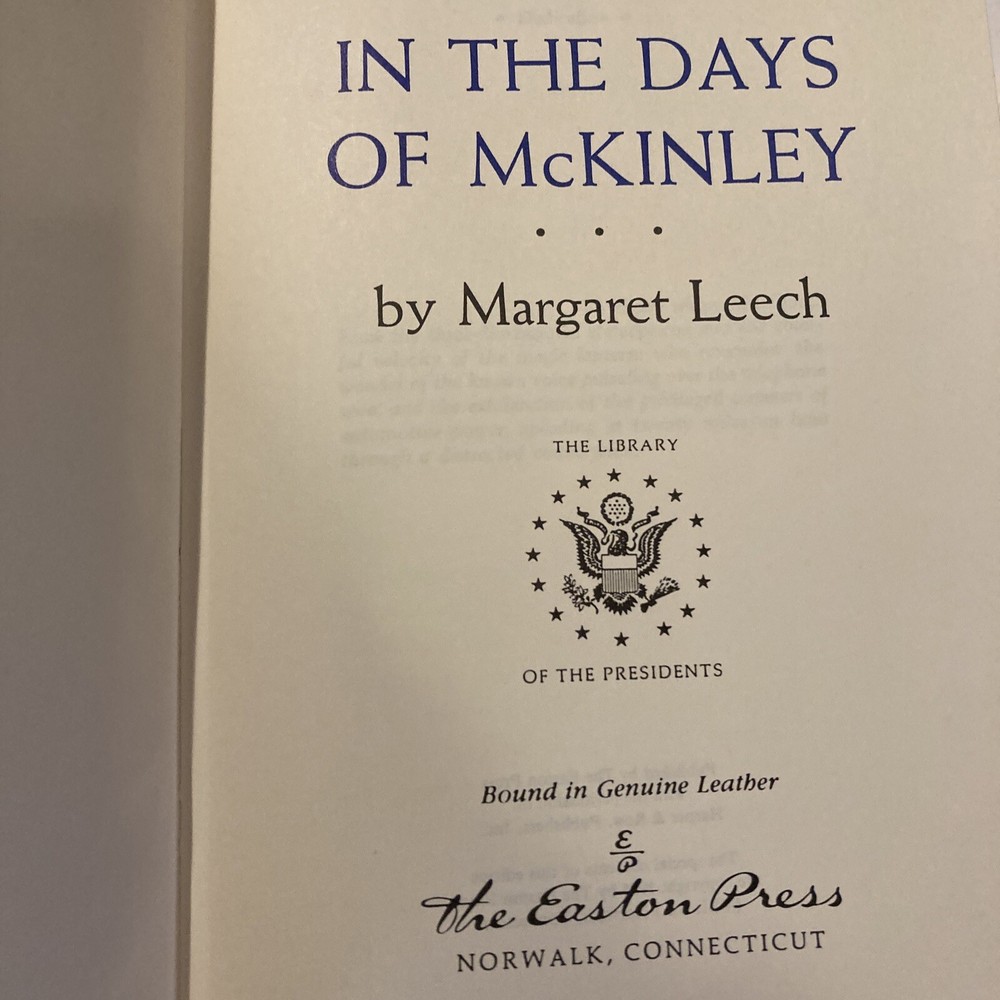 IN THE DAYS
OF McKINLEY
• • •
by Margaret Leech
THE LIBRARY
OF THE PRESIDENTS
Bound in Genuine Leather
E
P
The Easton Press
NORWALK, CONNECTICUT